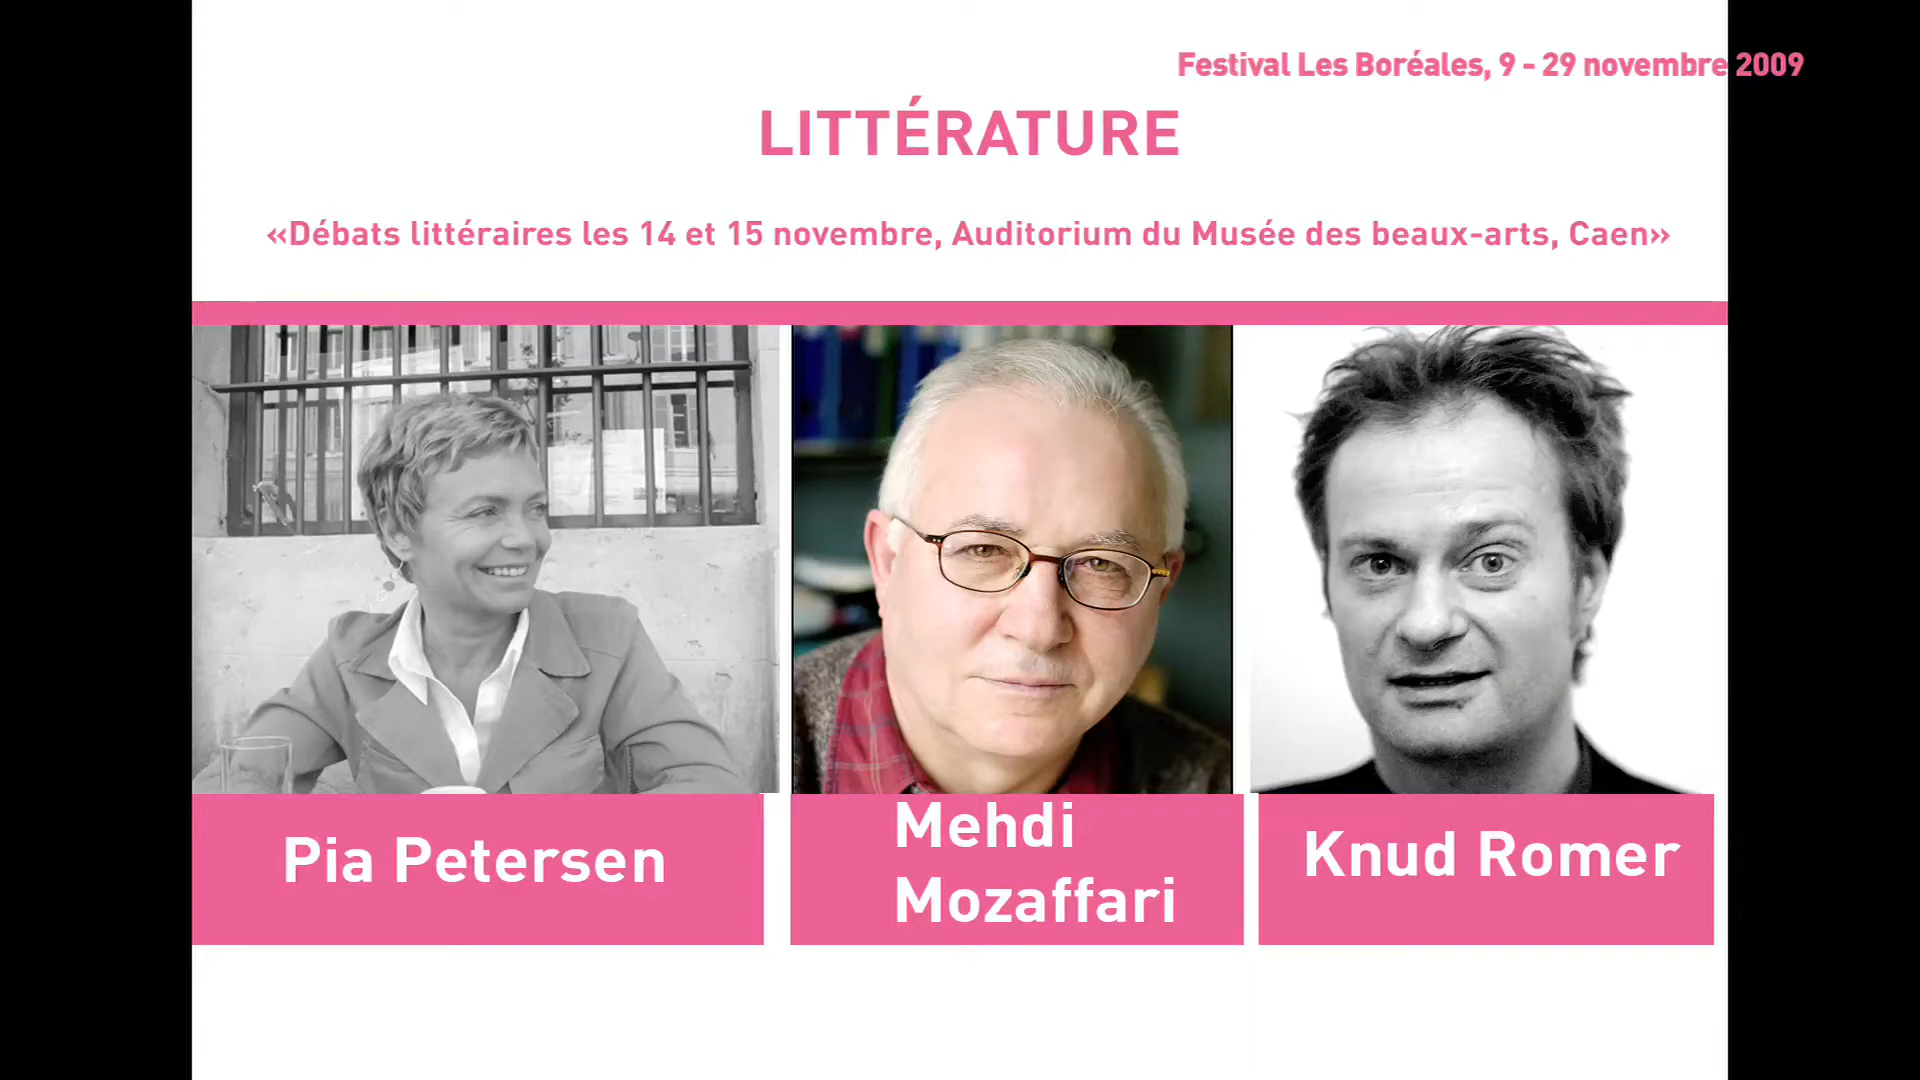 Festival Les Boréales, 9 - 29 novembre 2009
LITTÉRATURE
«Débats littéraires les 14 et 15 novembre, Auditorium du Musée des beaux-arts, Caen»
Pia Petersen
Mehdi
Mozaffari
Knud Romer